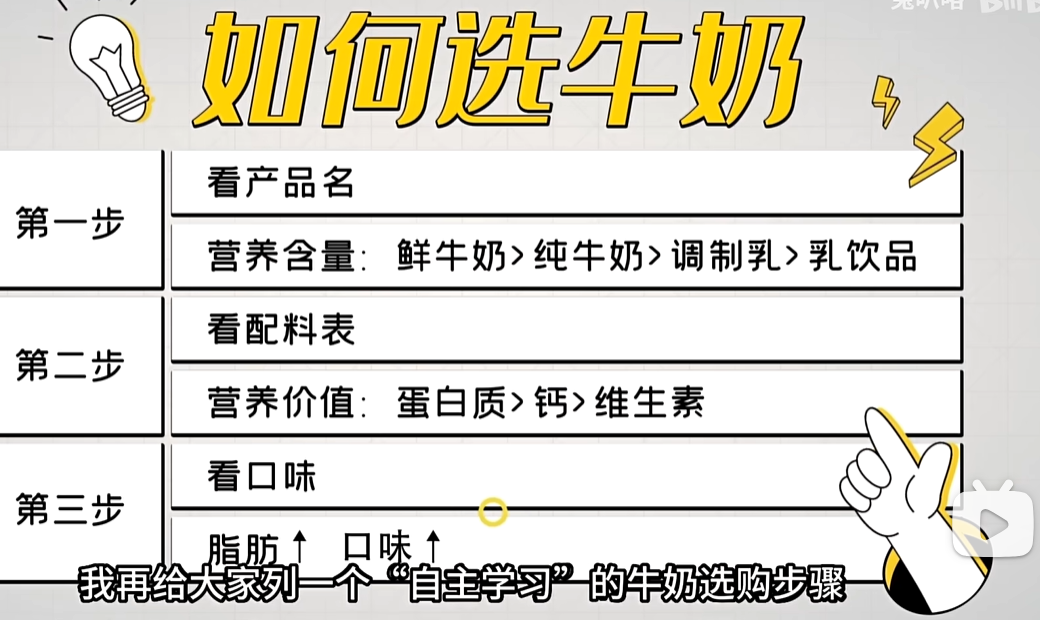 如何选牛奶
第一步
看产品名
营养含量：鲜牛奶>纯牛奶>调制乳>乳饮品
第二步
看配料表
营养价值：蛋白质>钙>维生素
第三步
看口味
脂肪↑ 口味↑
我再给大家列一个“自主学习”的牛奶选购步骤